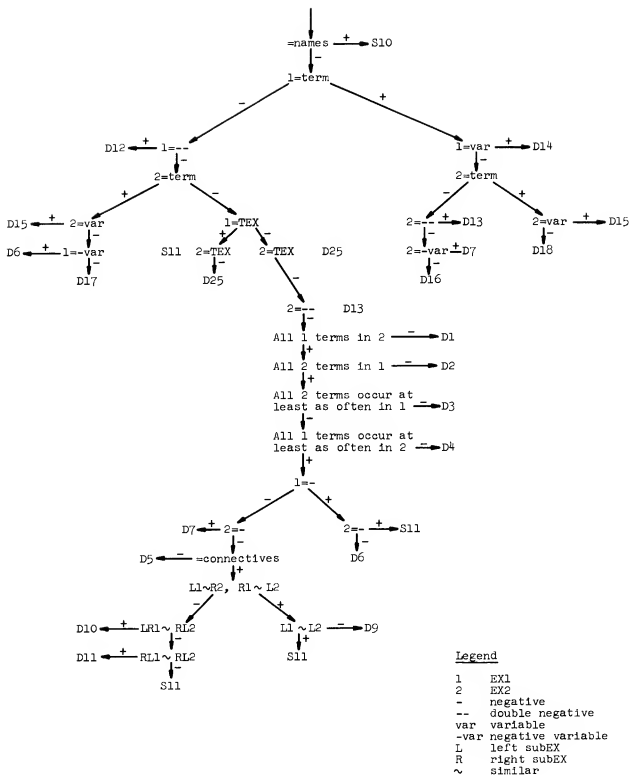 =names + S10
-
1=term
- +
D12 + 1=-- 1=var + D14
- -
2=term 2=term
+ - - +
D15 + 2=var 1=TEX 2=-- + D13 2=var + D15
- + - - -
D6 + 1=-var S11 2=TEX 2=TEX D25 2=-var + D7 D18
- - -
D17 D25 - D16
2=-- D13
-
All 1 terms in 2 - D1
+
All 2 terms in 1 - D2
+
All 2 terms occur at
least as often in 1 - D3
-
All 1 terms occur at
least as often in 2 - D4
+
1=-
- +
D7 + 2=- 2=- + S11
- -
D5 - =connectives D6
+
L1~R2, R1~ L2
- +
D10 + LR1~ RL2 L1 ~ L2 - D9
- +
D11 + RL1~ RL2 S11
-
S11
Legend
1 EX1
2 EX2
- negative
-- double negative
var variable
-var negative variable
L left subEX
R right subEX
~ similar